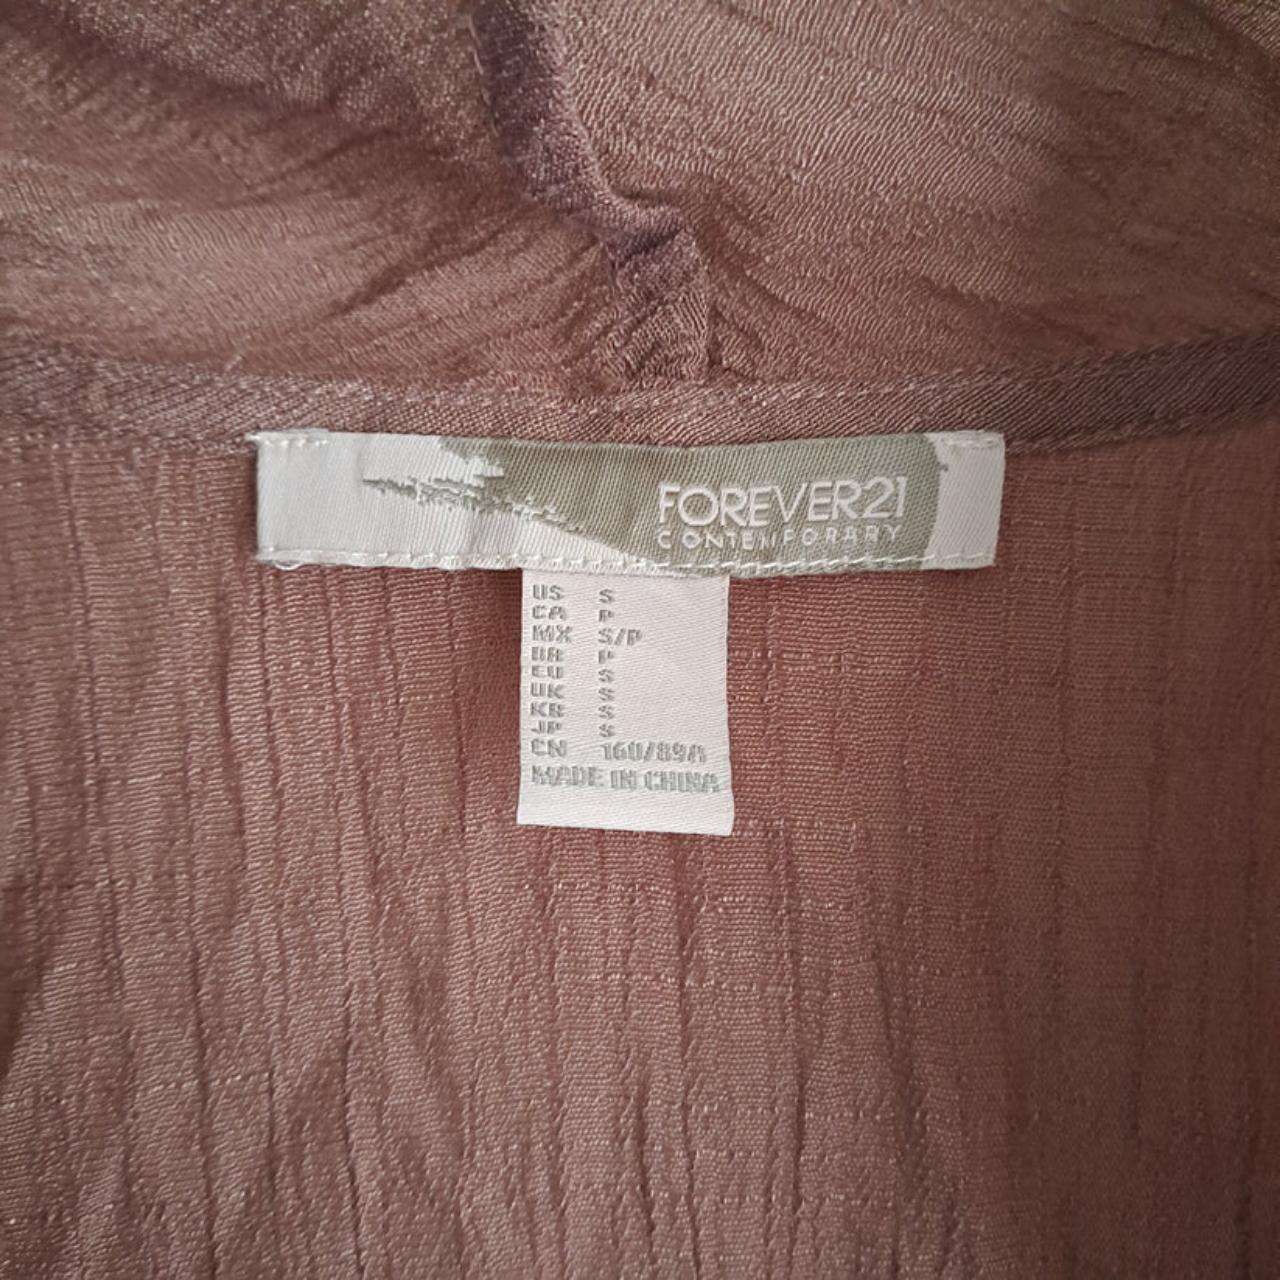 FOREVER21
CONTEMPORARY
US S
CA P
MX S/P
BR P
EU S
UK S
KR S
JP S
CN 160/89A
MADE IN CHINA